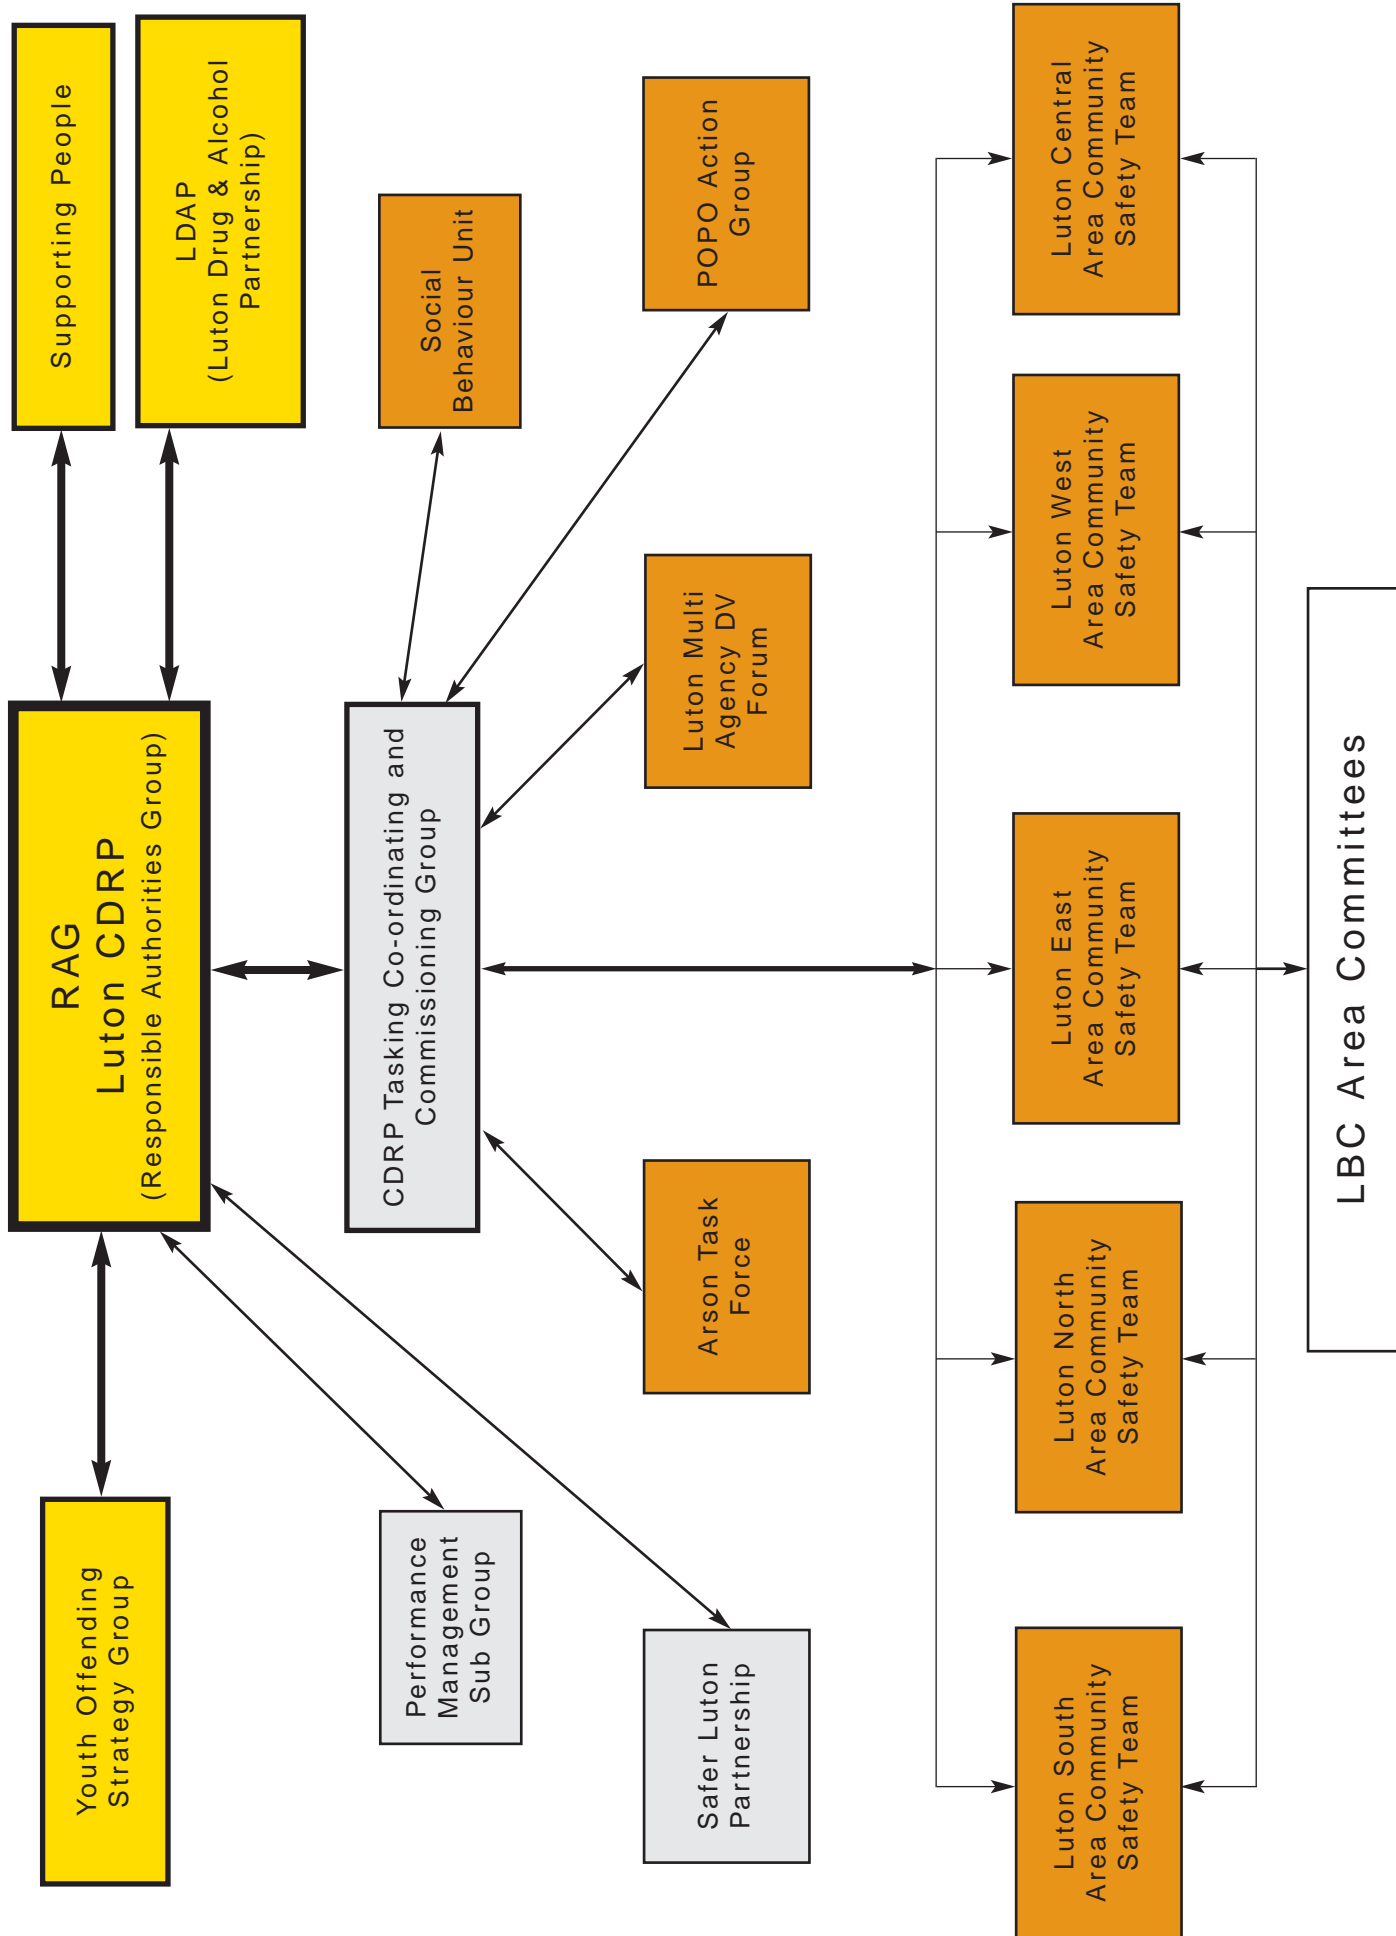 Supporting People
LDAP
(Luton Drug & Alcohol
Partnership)
RAG
Luton CDRP
(Responsible Authorities Group)
Youth Offending
Strategy Group
Social
Behaviour Unit
CDRP Tasking Co-ordinating and
Commissioning Group
Performance
Management
Sub Group
POPO Action
Group
Luton Multi
Agency DV
Forum
Arson Task
Force
Safer Luton
Partnership
Luton South
Area Community
Safety Team
Luton North
Area Community
Safety Team
Luton East
Area Community
Safety Team
Luton West
Area Community
Safety Team
Luton Central
Area Community
Safety Team
LBC Area Committees